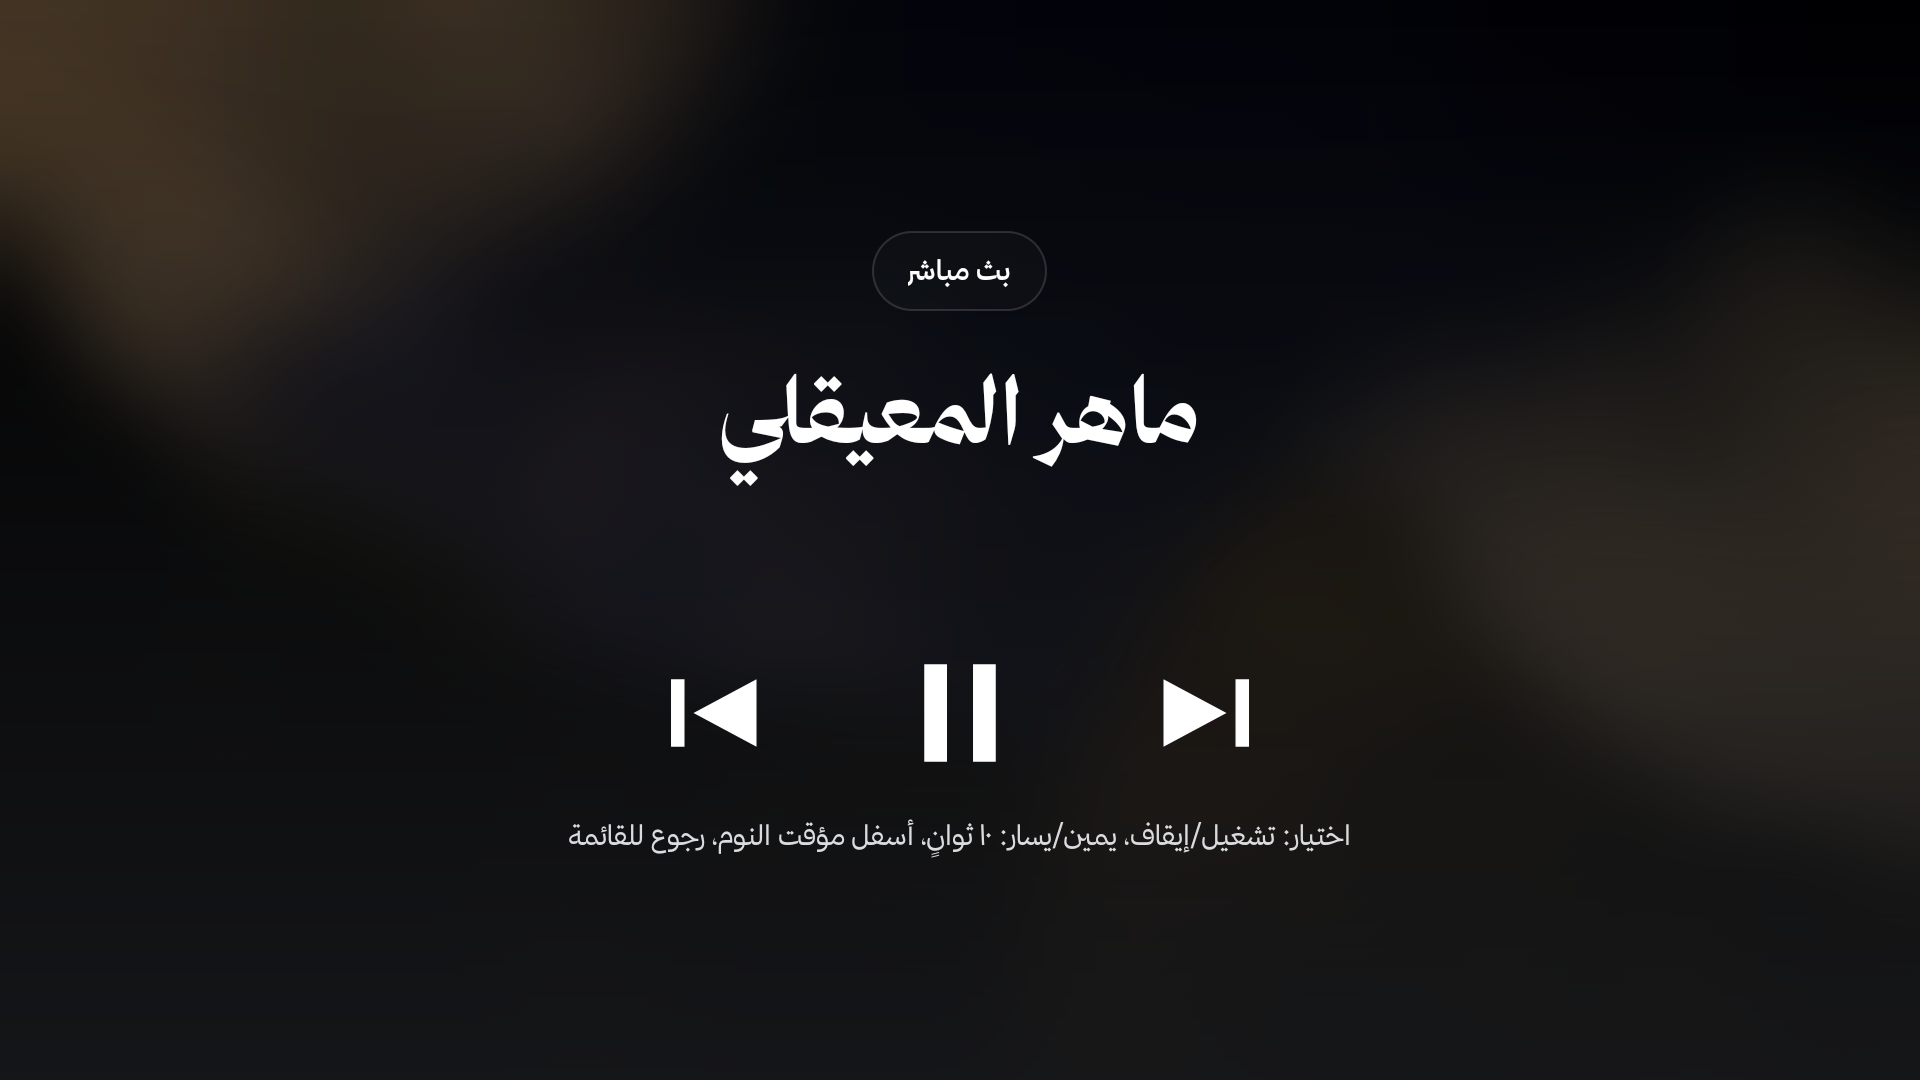 بث مباشر
ماهر المعيقلي
اختيار: تشغيل/إيقاف، يمين/يسار: ١٠ ثوانٍ، أسفل مؤقت النوم، رجوع للقائمة